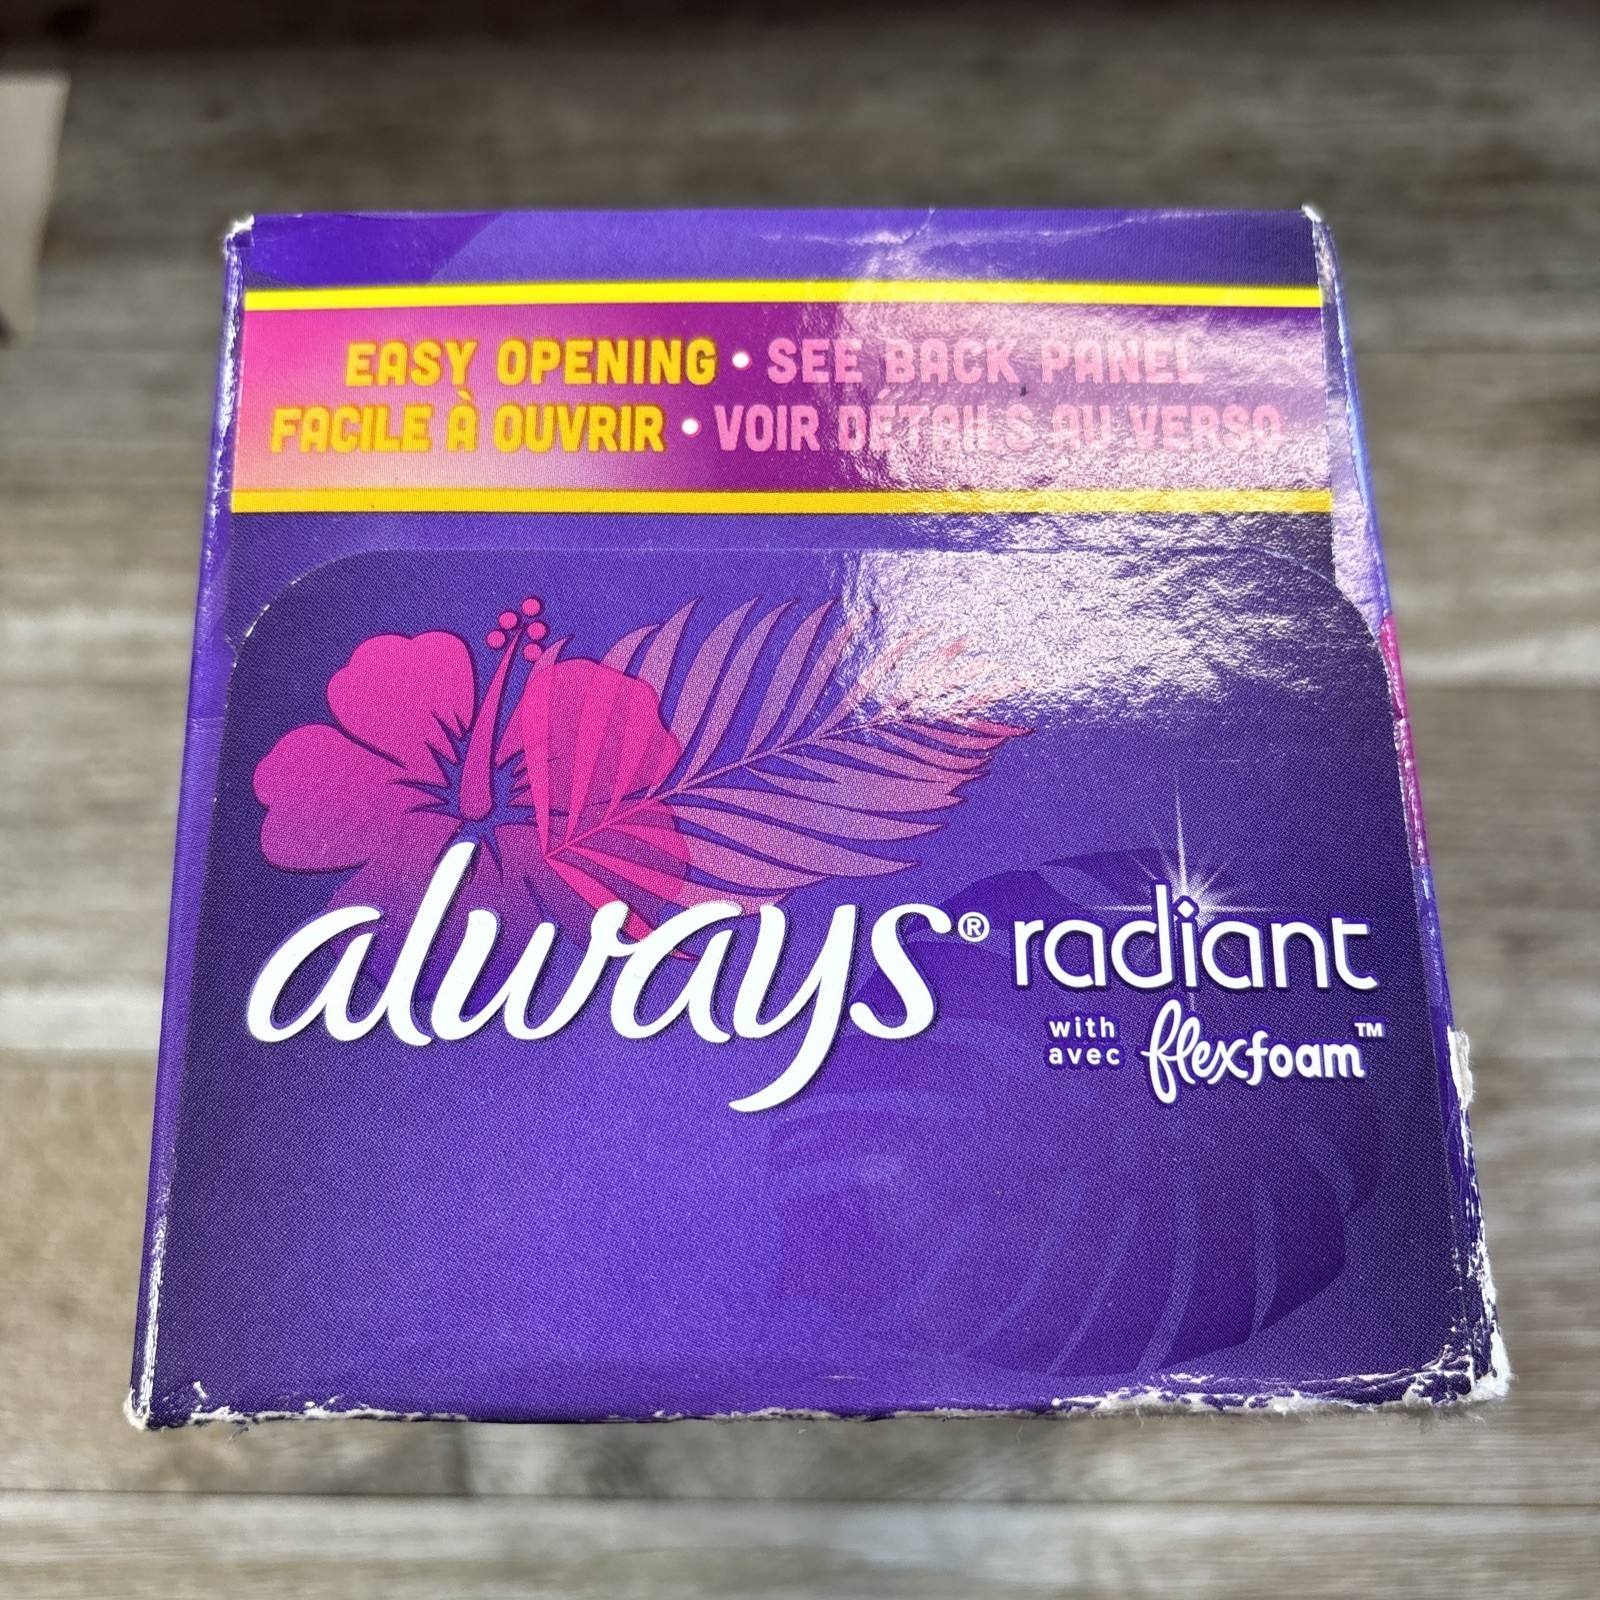 EASY OPENING • SEE BACK PANEL
FACILE À OUVRIR • VOIR DÉTAILS AU VERSO
always® radiant
with
avec flexfoam™